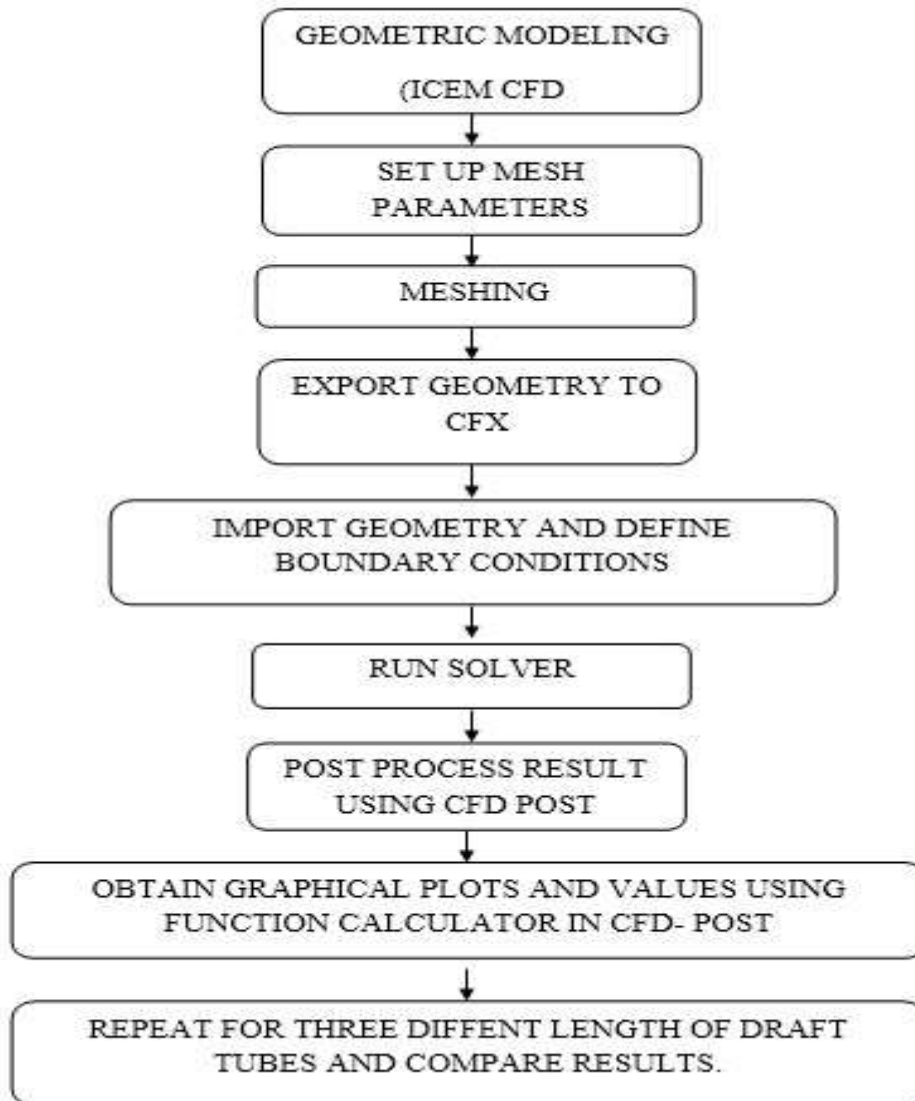 GEOMETRIC MODELING
(ICEM CFD
SET UP MESH
PARAMETERS
MESHING
EXPORT GEOMETRY TO
CFX
IMPORT GEOMETRY AND DEFINE
BOUNDARY CONDITIONS
RUN SOLVER
POST PROCESS RESULT
USING CFD POST
OBTAIN GRAPHICAL PLOTS AND VALUES USING
FUNCTION CALCULATOR IN CFD- POST
REPEAT FOR THREE DIFFENT LENGTH OF DRAFT
TUBES AND COMPARE RESULTS.